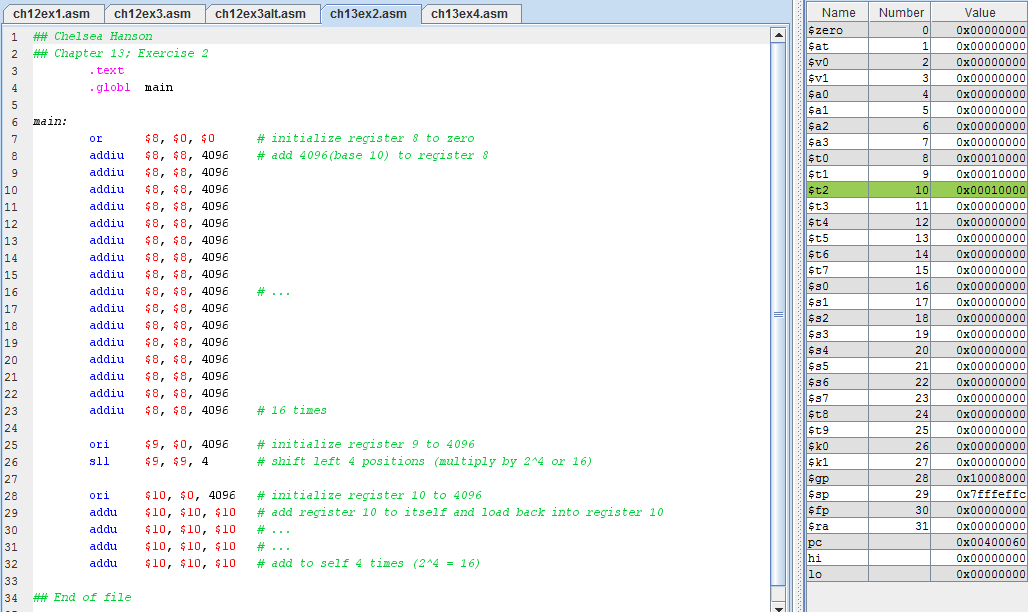 ch12ex1.asm ch12ex3.asm ch12ex3alt.asm ch13ex2.asm ch13ex4.asm
1 ## Chelsea Hanson
2 ## Chapter 13; Exercise 2
3 .text
4 .globl main
5
6 main:
7 or $8, $0, $0 # initialize register 8 to zero
8 addiu $8, $8, 4096 # add 4096(base 10) to register 8
9 addiu $8, $8, 4096
10 addiu $8, $8, 4096
11 addiu $8, $8, 4096
12 addiu $8, $8, 4096
13 addiu $8, $8, 4096
14 addiu $8, $8, 4096
15 addiu $8, $8, 4096
16 addiu $8, $8, 4096 # ...
17 addiu $8, $8, 4096
18 addiu $8, $8, 4096
19 addiu $8, $8, 4096
20 addiu $8, $8, 4096
21 addiu $8, $8, 4096
22 addiu $8, $8, 4096
23 addiu $8, $8, 4096 # 16 times
24
25 ori $9, $0, 4096 # initialize register 9 to 4096
26 sll $9, $9, 4 # shift left 4 positions (multiply by 2^4 or 16)
27
28 ori $10, $0, 4096 # initialize register 10 to 4096
29 addu $10, $10, $10 # add register 10 to itself and load back into register 10
30 addu $10, $10, $10 # ...
31 addu $10, $10, $10 # ...
32 addu $10, $10, $10 # add to self 4 times (2^4 = 16)
33
34 ## End of file
Name Number Value
$zero 0 0x00000000
$at 1 0x00000000
$v0 2 0x00000000
$v1 3 0x00000000
$a0 4 0x00000000
$a1 5 0x00000000
$a2 6 0x00000000
$a3 7 0x00000000
$t0 8 0x00010000
$t1 9 0x00010000
$t2 10 0x00010000
$t3 11 0x00000000
$t4 12 0x00000000
$t5 13 0x00000000
$t6 14 0x00000000
$t7 15 0x00000000
$s0 16 0x00000000
$s1 17 0x00000000
$s2 18 0x00000000
$s3 19 0x00000000
$s4 20 0x00000000
$s5 21 0x00000000
$s6 22 0x00000000
$s7 23 0x00000000
$t8 24 0x00000000
$t9 25 0x00000000
$k0 26 0x00000000
$k1 27 0x00000000
$gp 28 0x10008000
$sp 29 0x7fffeffc
$fp 30 0x00000000
$ra 31 0x00000000
pc 0x00400060
hi 0x00000000
lo 0x00000000